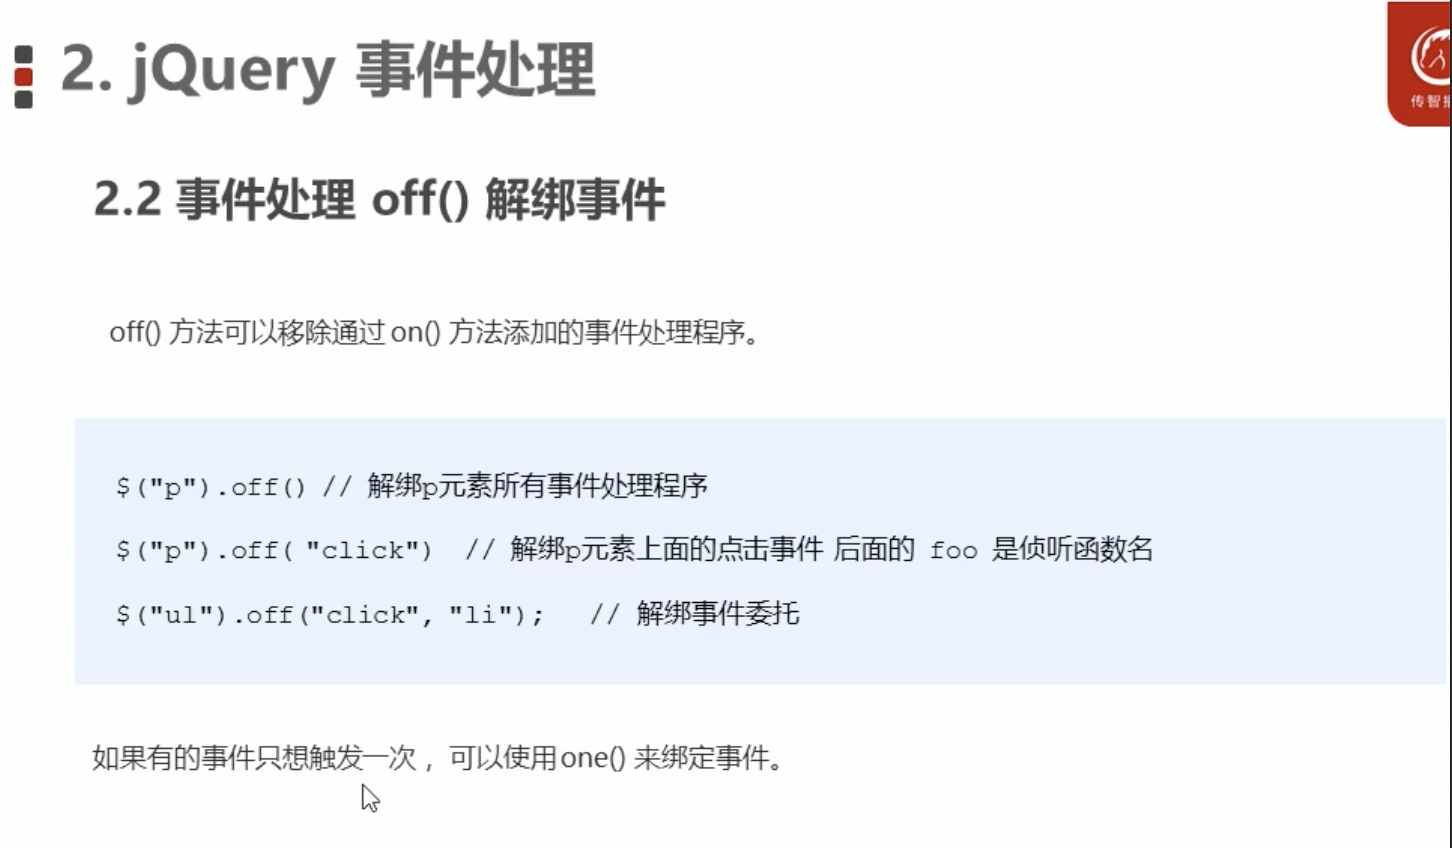 2. jQuery 事件处理
传智
2.2 事件处理 off() 解绑事件
off() 方法可以移除通过 on() 方法添加的事件处理程序。
$("p").off() // 解绑p元素所有事件处理程序
$("p").off( "click")  // 解绑p元素上面的点击事件 后面的 foo 是侦听函数名
$("ul").off("click", "li");   // 解绑事件委托
如果有的事件只想触发一次， 可以使用one() 来绑定事件。